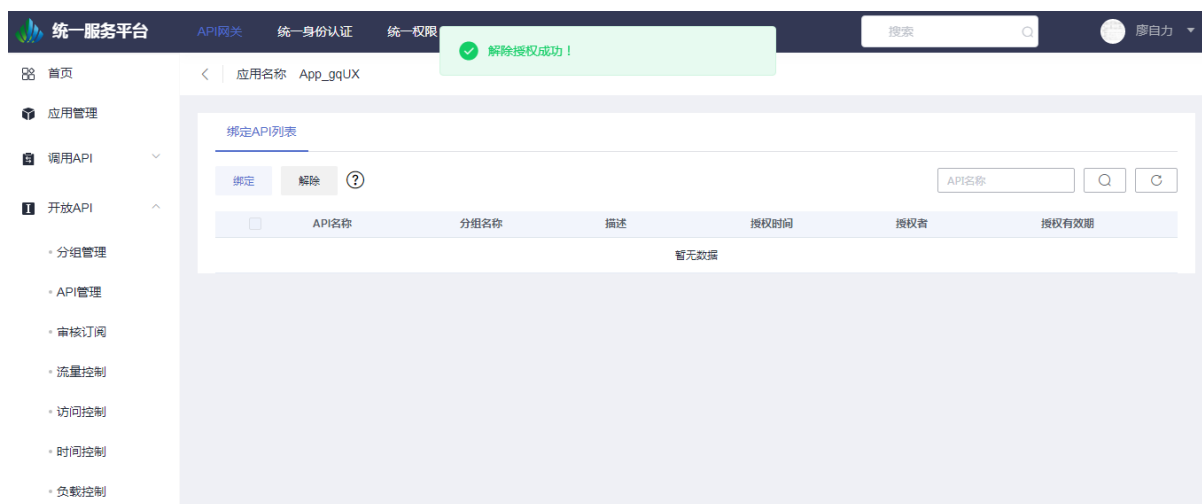 统一服务平台 API网关 统一身份认证 统一权限 搜索 廖自力
解除授权成功！
首页
应用名称 App_gqUX
应用管理
绑定API列表
调用API
绑定 解除 ? API名称
开放API
API名称 分组名称 描述 授权时间 授权者 授权有效期
分组管理
暂无数据
API管理
审核订阅
流量控制
访问控制
时间控制
负载控制